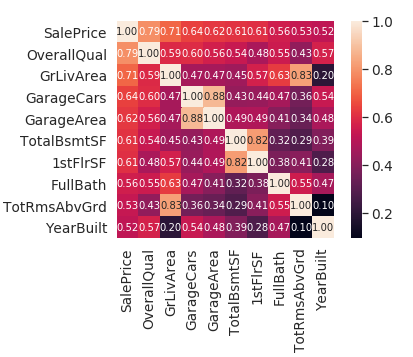 SalePrice 1.00 0.79 0.71 0.64 0.62 0.61 0.61 0.56 0.53 0.52
OverallQual 0.79 1.00 0.59 0.60 0.56 0.54 0.48 0.55 0.43 0.57
GrLivArea 0.71 0.59 1.00 0.47 0.47 0.45 0.57 0.63 0.83 0.20
GarageCars 0.64 0.60 0.47 1.00 0.88 0.43 0.44 0.47 0.36 0.54
GarageArea 0.62 0.56 0.47 0.88 1.00 0.49 0.49 0.41 0.34 0.48
TotalBsmtSF 0.61 0.54 0.45 0.43 0.49 1.00 0.82 0.32 0.29 0.39
1stFlrSF 0.61 0.48 0.57 0.44 0.49 0.82 1.00 0.38 0.41 0.28
FullBath 0.56 0.55 0.63 0.47 0.41 0.32 0.38 1.00 0.55 0.47
TotRmsAbvGrd 0.53 0.43 0.83 0.36 0.34 0.29 0.41 0.55 1.00 0.10
YearBuilt 0.52 0.57 0.20 0.54 0.48 0.39 0.28 0.47 0.10 1.00
SalePrice
OverallQual
GrLivArea
GarageCars
GarageArea
TotalBsmtSF
1stFlrSF
FullBath
TotRmsAbvGrd
YearBuilt
1.0
0.8
0.6
0.4
0.2